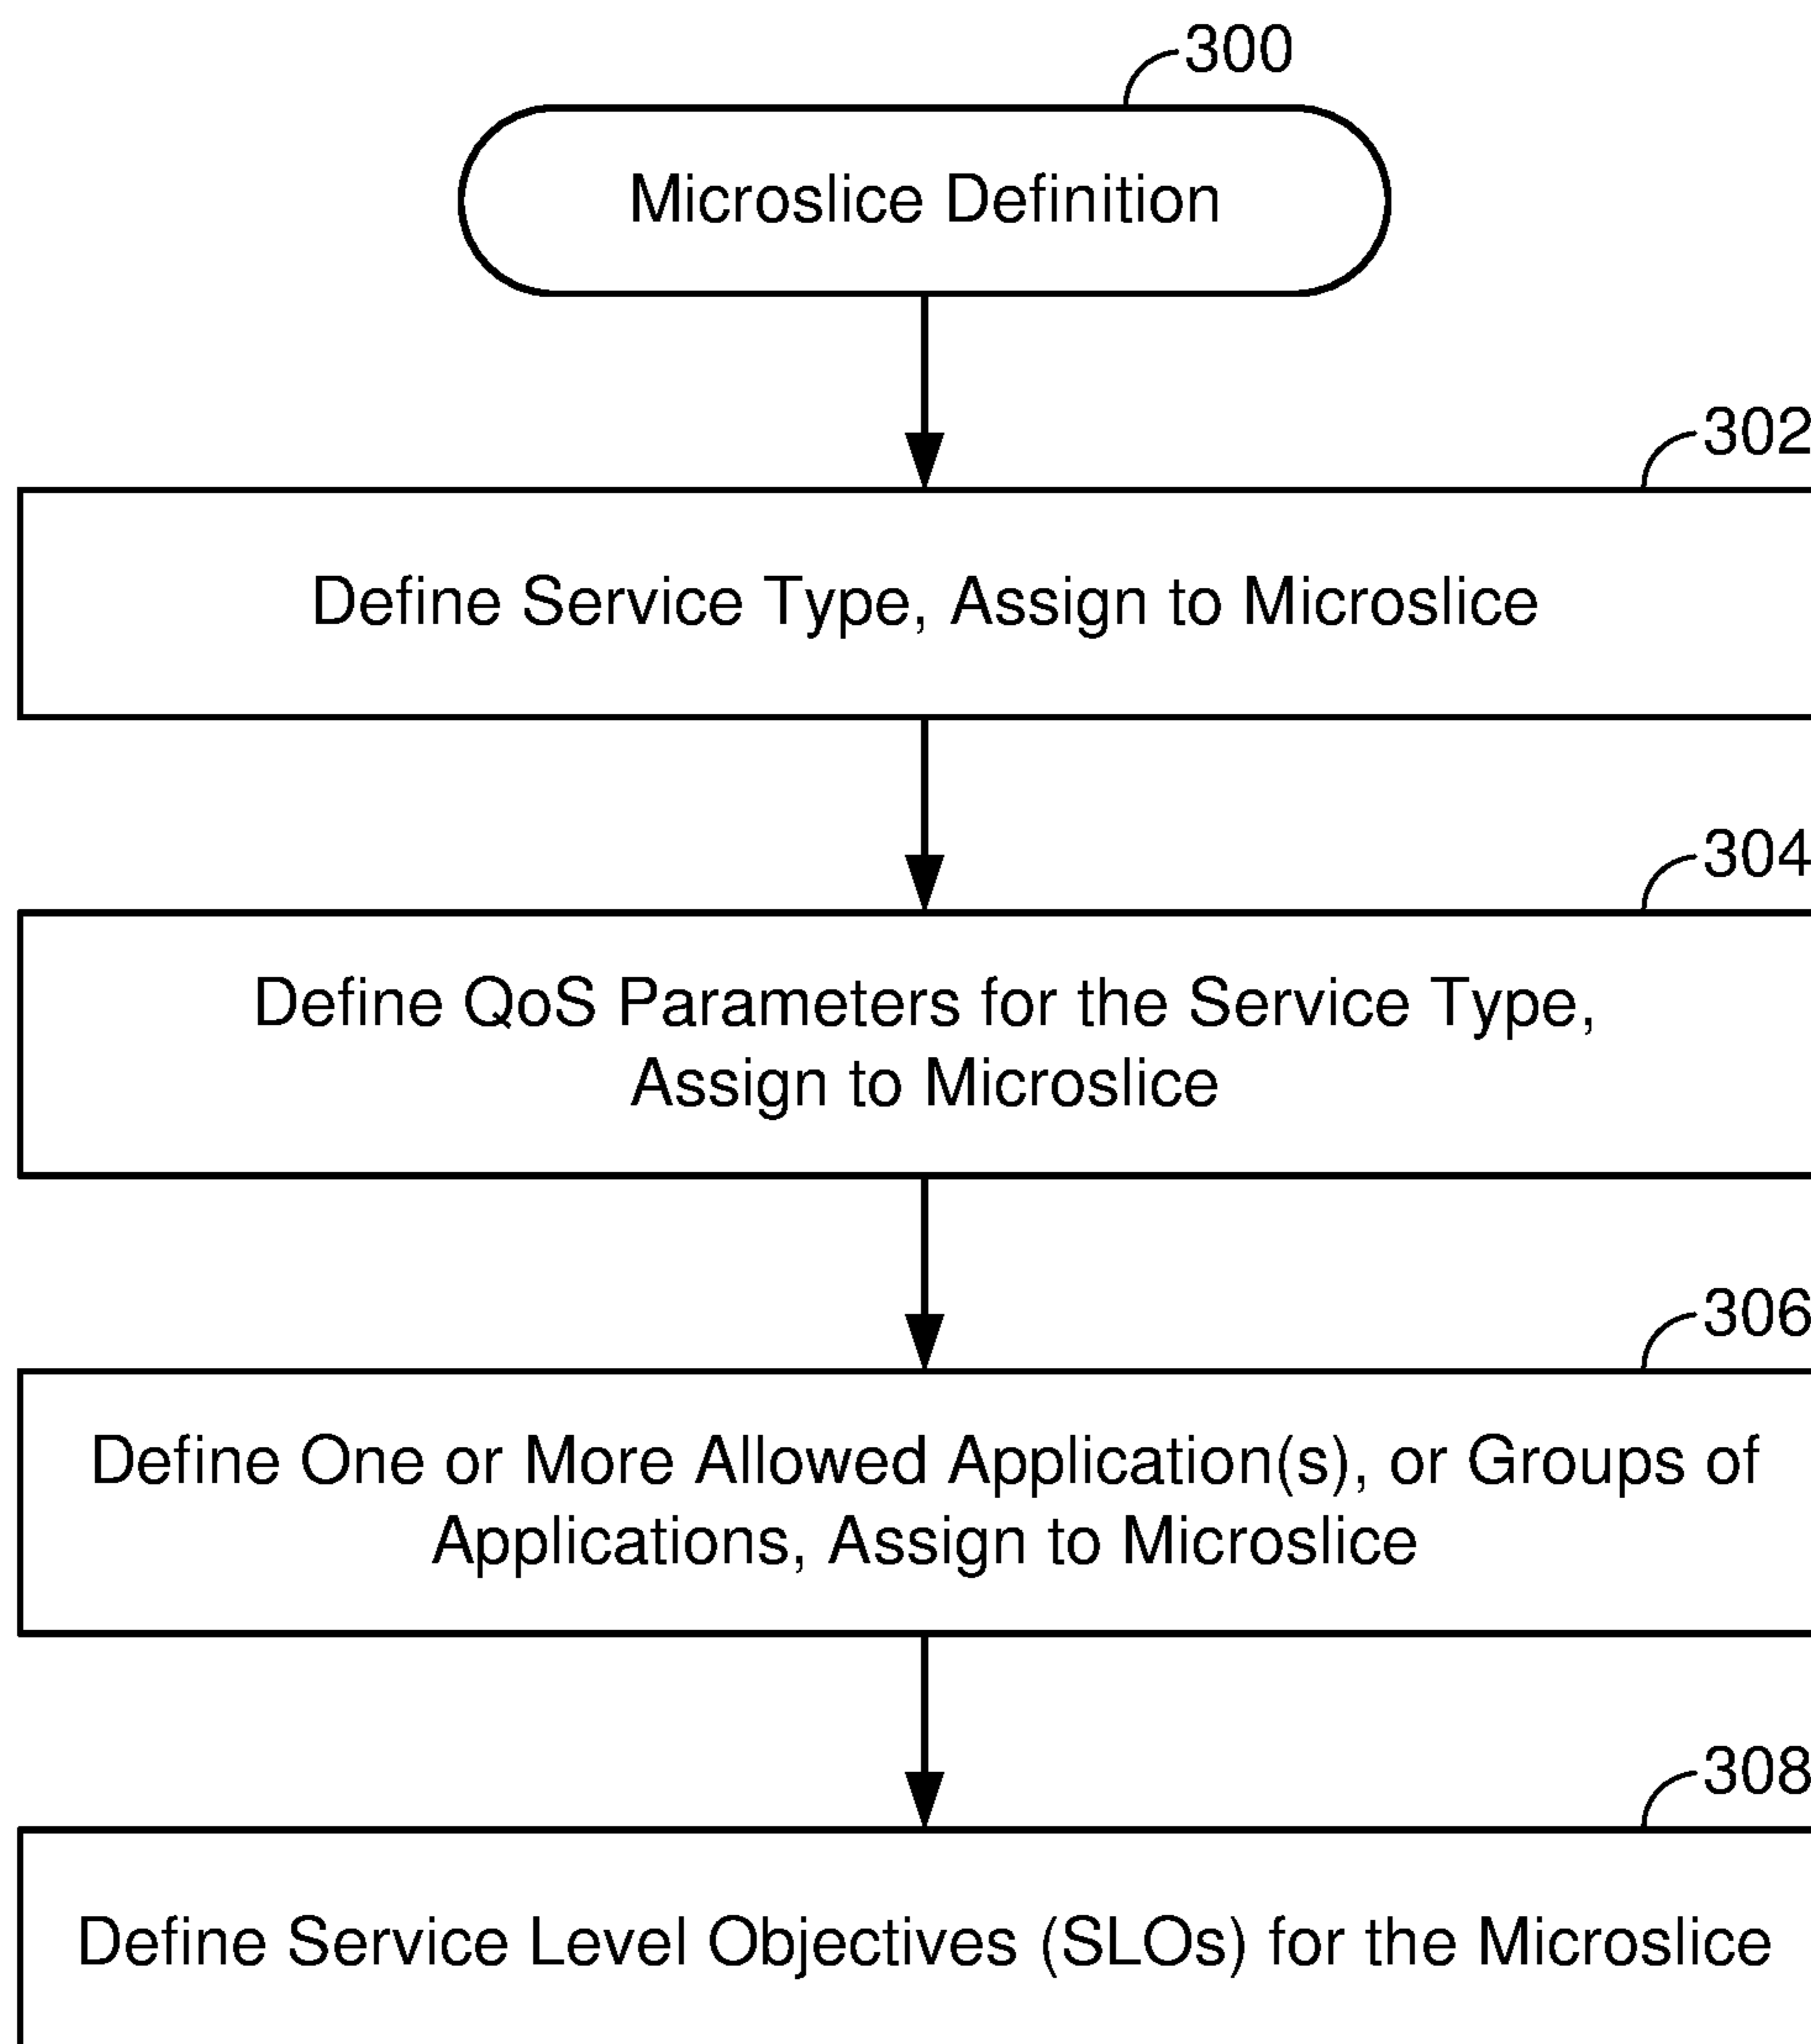 300
Microslice Definition
302
Define Service Type, Assign to Microslice
304
Define QoS Parameters for the Service Type,
Assign to Microslice
306
Define One or More Allowed Application(s), or Groups of
Applications, Assign to Microslice
308
Define Service Level Objectives (SLOs) for the Microslice